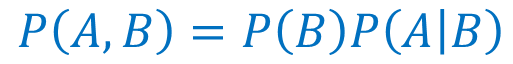 P(A, B) = P(B)P(A|B)